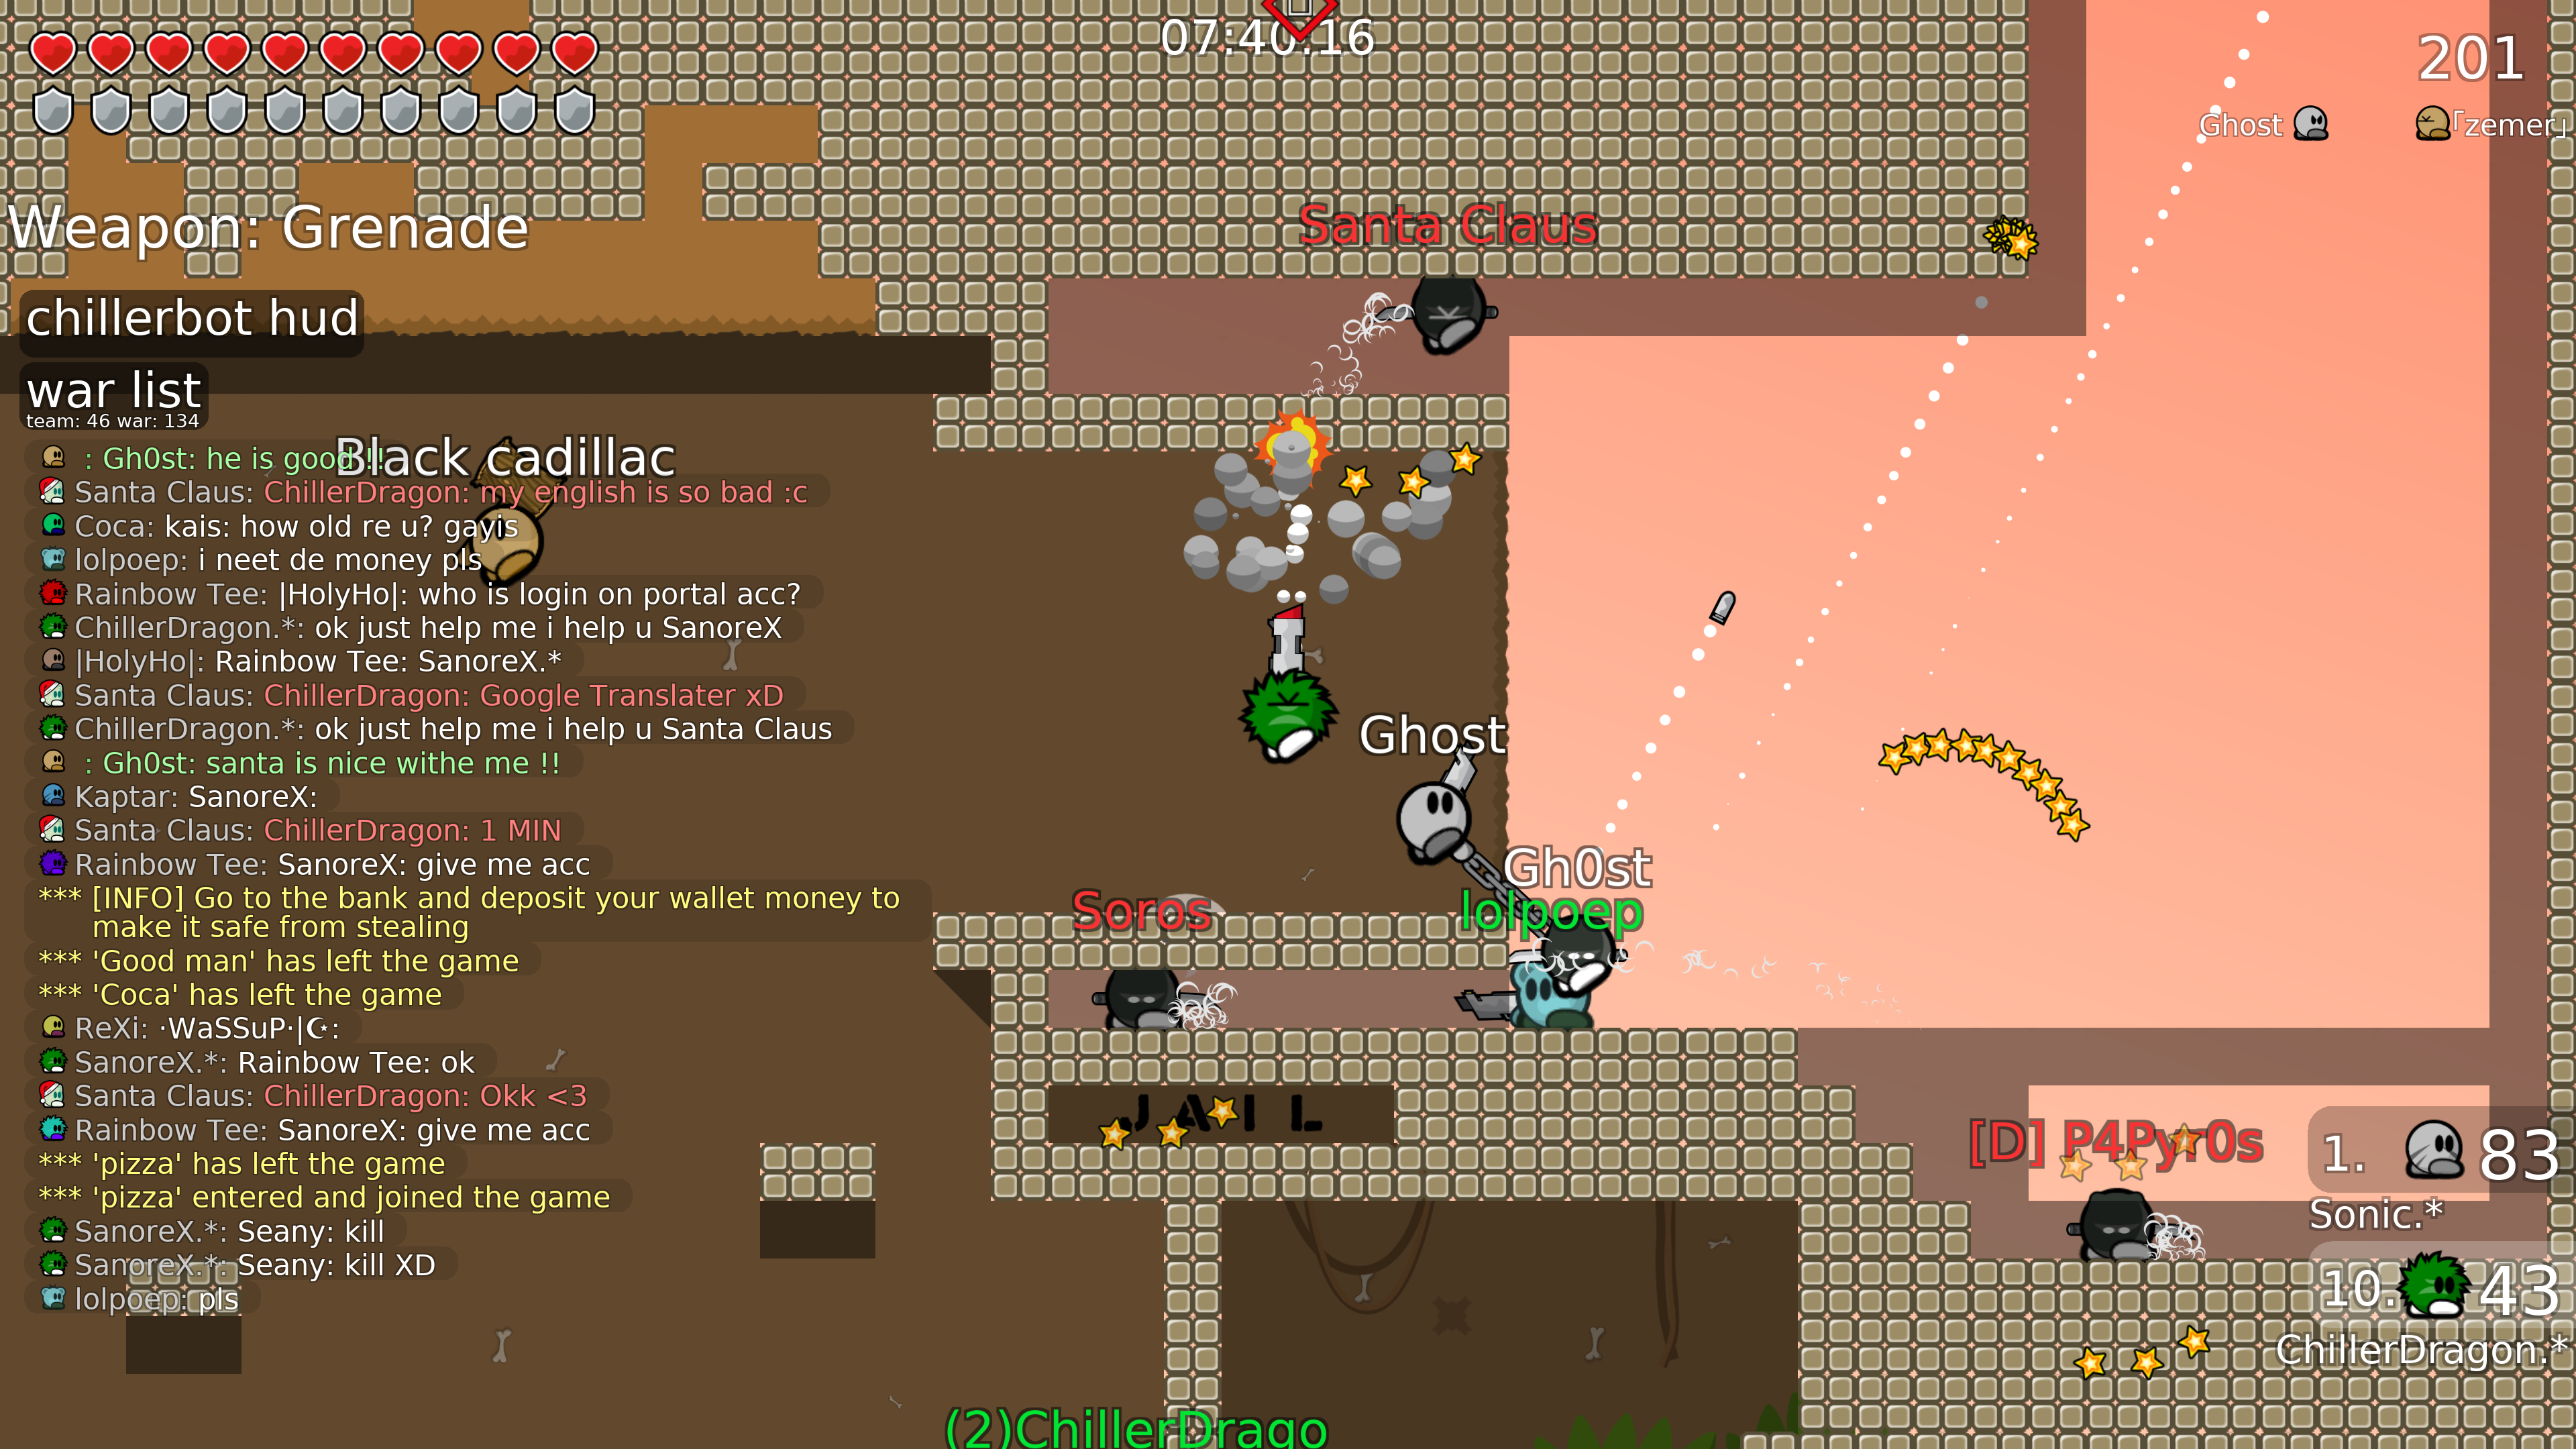 07:40.16
201
Ghost
「zemer」
Weapon: Grenade
Santa Claus
chillerbot hud
war list
team: 46 war: 134
Black cadillac
: Gh0st: he is good !!
Santa Claus: ChillerDragon: my english is so bad :c
Coca: kais: how old re u? gayis
lolpoep: i neet de money pls
Rainbow Tee: |HolyHo|: who is login on portal acc?
ChillerDragon.*: ok just help me i help u SanoreX
|HolyHo|: Rainbow Tee: SanoreX.*
Santa Claus: ChillerDragon: Google Translater xD
ChillerDragon.*: ok just help me i help u Santa Claus
: Gh0st: santa is nice withe me !!
Kaptar: SanoreX:
Santa Claus: ChillerDragon: 1 MIN
Rainbow Tee: SanoreX: give me acc
*** [INFO] Go to the bank and deposit your wallet money to
make it safe from stealing
*** 'Good man' has left the game
*** 'Coca' has left the game
ReXi: ·WaSSuP·|☪:
SanoreX.*: Rainbow Tee: ok
Santa Claus: ChillerDragon: Okk <3
Rainbow Tee: SanoreX: give me acc
*** 'pizza' has left the game
*** 'pizza' entered and joined the game
SanoreX.*: Seany: kill
SanoreX.*: Seany: kill XD
lolpoep: pls
Ghost
Gh0st
Soros
lolpoep
JAIL
[D] P4Pyr0s
1. 83
Sonic.*
10. 43
ChillerDragon.*
(2)ChillerDrago